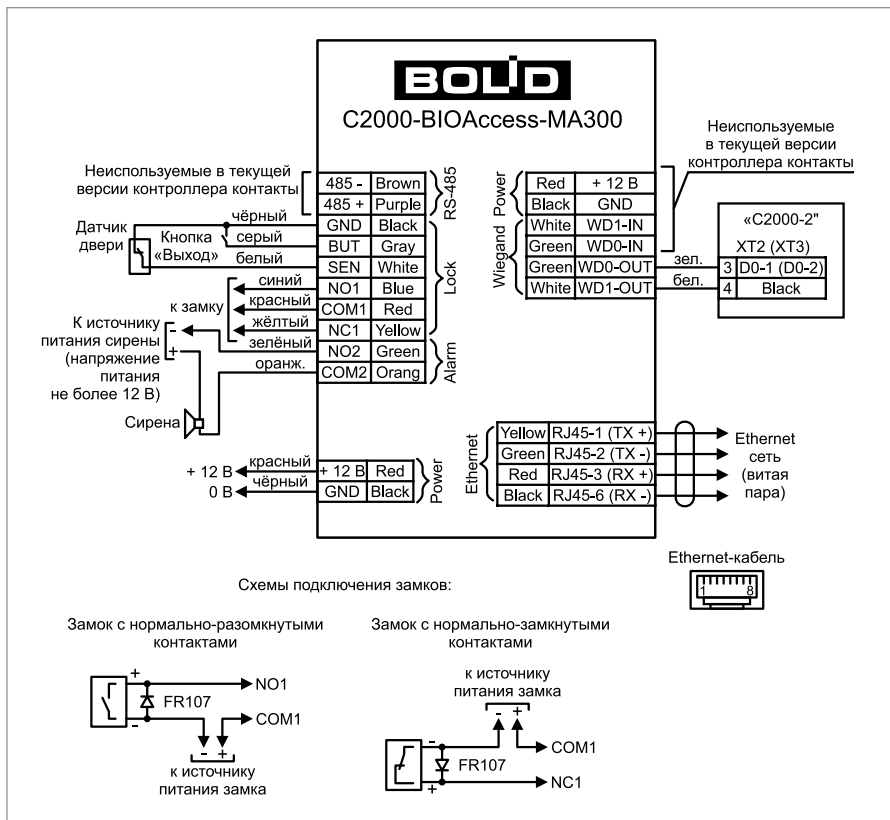 BOLID
C2000-BIOAccess-MA300
Неиспользуемые в текущей
версии контроллера контакты
485 - Brown
485 + Purple
RS-485
GND Black
BUT Gray
SEN White
NO1 Blue
COM1 Red
NC1 Yellow
Lock
NO2 Green
COM2 Orang
Alarm
чёрный
серый
белый
Датчик
двери
Кнопка
«Выход»
синий
красный
жёлтый
к замку
зелёный
оранж.
К источнику
питания сирены
(напряжение
питания
не более 12 В)
-
+
Сирена
+ 12 В
0 В
красный
чёрный
+ 12 В Red
GND Black
Power
Неиспользуемые
в текущей версии
контроллера контакты
Power
Red + 12 В
Black GND
Wiegand
White WD1-IN
Green WD0-IN
Green WD0-OUT
White WD1-OUT
зел.
бел.
«С2000-2"
XT2 (XT3)
3 D0-1 (D0-2)
4 Black
Ethernet
Yellow RJ45-1 (TX +)
Green RJ45-2 (TX -)
Red RJ45-3 (RX +)
Black RJ45-6 (RX -)
Ethernet
сеть
(витая
пара)
Ethernet-кабель
1 8
Схемы подключения замков:
Замок с нормально-разомкнутыми
контактами
+
NO1
FR107
-
COM1
- +
к источнику
питания замка
Замок с нормально-замкнутыми
контактами
к источнику
питания замка
- +
-
COM1
FR107
+
NC1